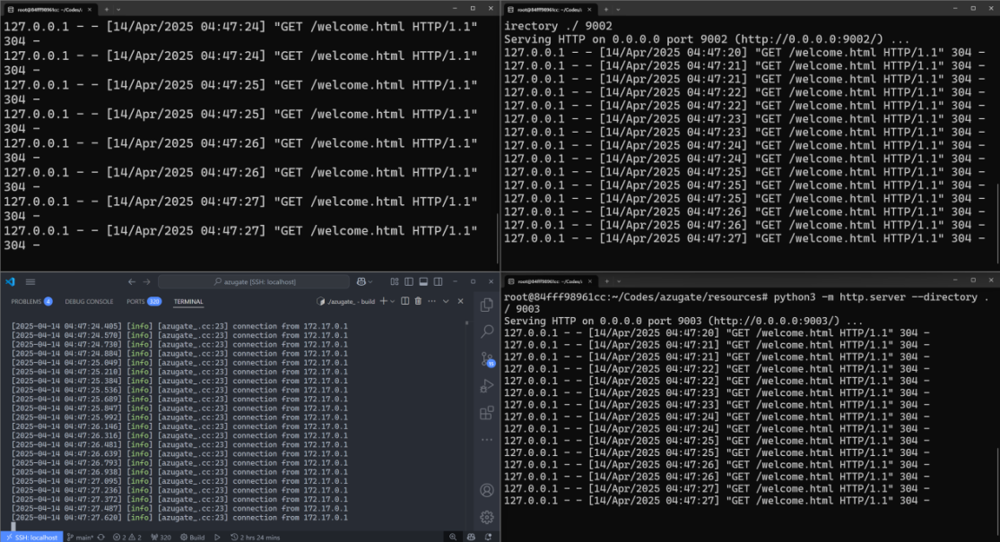 root@84fff98961cc: ~/Codes/a
127.0.0.1 - - [14/Apr/2025 04:47:24] "GET /welcome.html HTTP/1.1"
304 -
127.0.0.1 - - [14/Apr/2025 04:47:24] "GET /welcome.html HTTP/1.1"
304 -
127.0.0.1 - - [14/Apr/2025 04:47:25] "GET /welcome.html HTTP/1.1"
304 -
127.0.0.1 - - [14/Apr/2025 04:47:25] "GET /welcome.html HTTP/1.1"
304 -
127.0.0.1 - - [14/Apr/2025 04:47:26] "GET /welcome.html HTTP/1.1"
304 -
127.0.0.1 - - [14/Apr/2025 04:47:26] "GET /welcome.html HTTP/1.1"
304 -
127.0.0.1 - - [14/Apr/2025 04:47:27] "GET /welcome.html HTTP/1.1"
304 -
127.0.0.1 - - [14/Apr/2025 04:47:27] "GET /welcome.html HTTP/1.1"
304 -
root@84fff98961cc: ~/Codes/a
irectory ./ 9002
Serving HTTP on 0.0.0.0 port 9002 (http://0.0.0.0:9002/) ...
127.0.0.1 - - [14/Apr/2025 04:47:20] "GET /welcome.html HTTP/1.1" 304 -
127.0.0.1 - - [14/Apr/2025 04:47:21] "GET /welcome.html HTTP/1.1" 304 -
127.0.0.1 - - [14/Apr/2025 04:47:21] "GET /welcome.html HTTP/1.1" 304 -
127.0.0.1 - - [14/Apr/2025 04:47:22] "GET /welcome.html HTTP/1.1" 304 -
127.0.0.1 - - [14/Apr/2025 04:47:22] "GET /welcome.html HTTP/1.1" 304 -
127.0.0.1 - - [14/Apr/2025 04:47:23] "GET /welcome.html HTTP/1.1" 304 -
127.0.0.1 - - [14/Apr/2025 04:47:23] "GET /welcome.html HTTP/1.1" 304 -
127.0.0.1 - - [14/Apr/2025 04:47:24] "GET /welcome.html HTTP/1.1" 304 -
127.0.0.1 - - [14/Apr/2025 04:47:24] "GET /welcome.html HTTP/1.1" 304 -
127.0.0.1 - - [14/Apr/2025 04:47:25] "GET /welcome.html HTTP/1.1" 304 -
127.0.0.1 - - [14/Apr/2025 04:47:25] "GET /welcome.html HTTP/1.1" 304 -
127.0.0.1 - - [14/Apr/2025 04:47:25] "GET /welcome.html HTTP/1.1" 304 -
127.0.0.1 - - [14/Apr/2025 04:47:26] "GET /welcome.html HTTP/1.1" 304 -
127.0.0.1 - - [14/Apr/2025 04:47:26] "GET /welcome.html HTTP/1.1" 304 -
127.0.0.1 - - [14/Apr/2025 04:47:27] "GET /welcome.html HTTP/1.1" 304 -
azugate [SSH: localhost]
PROBLEMS 4 DEBUG CONSOLE PORTS 320 TERMINAL ./azugate_ - build
[2025-04-14 04:47:24.405] [info] [azugate_.cc:23] connection from 172.17.0.1
[2025-04-14 04:47:24.570] [info] [azugate_.cc:23] connection from 172.17.0.1
[2025-04-14 04:47:24.730] [info] [azugate_.cc:23] connection from 172.17.0.1
[2025-04-14 04:47:24.884] [info] [azugate_.cc:23] connection from 172.17.0.1
[2025-04-14 04:47:25.049] [info] [azugate_.cc:23] connection from 172.17.0.1
[2025-04-14 04:47:25.210] [info] [azugate_.cc:23] connection from 172.17.0.1
[2025-04-14 04:47:25.384] [info] [azugate_.cc:23] connection from 172.17.0.1
[2025-04-14 04:47:25.536] [info] [azugate_.cc:23] connection from 172.17.0.1
[2025-04-14 04:47:25.689] [info] [azugate_.cc:23] connection from 172.17.0.1
[2025-04-14 04:47:25.847] [info] [azugate_.cc:23] connection from 172.17.0.1
[2025-04-14 04:47:25.992] [info] [azugate_.cc:23] connection from 172.17.0.1
[2025-04-14 04:47:26.146] [info] [azugate_.cc:23] connection from 172.17.0.1
[2025-04-14 04:47:26.316] [info] [azugate_.cc:23] connection from 172.17.0.1
[2025-04-14 04:47:26.481] [info] [azugate_.cc:23] connection from 172.17.0.1
[2025-04-14 04:47:26.639] [info] [azugate_.cc:23] connection from 172.17.0.1
[2025-04-14 04:47:26.793] [info] [azugate_.cc:23] connection from 172.17.0.1
[2025-04-14 04:47:26.938] [info] [azugate_.cc:23] connection from 172.17.0.1
[2025-04-14 04:47:27.095] [info] [azugate_.cc:23] connection from 172.17.0.1
[2025-04-14 04:47:27.236] [info] [azugate_.cc:23] connection from 172.17.0.1
[2025-04-14 04:47:27.372] [info] [azugate_.cc:23] connection from 172.17.0.1
[2025-04-14 04:47:27.487] [info] [azugate_.cc:23] connection from 172.17.0.1
[2025-04-14 04:47:27.620] [info] [azugate_.cc:23] connection from 172.17.0.1
15
SSH: localhost main* 2 2 320 Build 2 hrs 24 mins
root@84fff98961cc: ~/Codes/a
root@84fff98961cc:~/Codes/azugate/resources# python3 -m http.server --directory .
/ 9003
Serving HTTP on 0.0.0.0 port 9003 (http://0.0.0.0:9003/) ...
127.0.0.1 - - [14/Apr/2025 04:47:20] "GET /welcome.html HTTP/1.1" 304 -
127.0.0.1 - - [14/Apr/2025 04:47:21] "GET /welcome.html HTTP/1.1" 304 -
127.0.0.1 - - [14/Apr/2025 04:47:21] "GET /welcome.html HTTP/1.1" 304 -
127.0.0.1 - - [14/Apr/2025 04:47:22] "GET /welcome.html HTTP/1.1" 304 -
127.0.0.1 - - [14/Apr/2025 04:47:22] "GET /welcome.html HTTP/1.1" 304 -
127.0.0.1 - - [14/Apr/2025 04:47:23] "GET /welcome.html HTTP/1.1" 304 -
127.0.0.1 - - [14/Apr/2025 04:47:23] "GET /welcome.html HTTP/1.1" 304 -
127.0.0.1 - - [14/Apr/2025 04:47:24] "GET /welcome.html HTTP/1.1" 304 -
127.0.0.1 - - [14/Apr/2025 04:47:24] "GET /welcome.html HTTP/1.1" 304 -
127.0.0.1 - - [14/Apr/2025 04:47:25] "GET /welcome.html HTTP/1.1" 304 -
127.0.0.1 - - [14/Apr/2025 04:47:25] "GET /welcome.html HTTP/1.1" 304 -
127.0.0.1 - - [14/Apr/2025 04:47:26] "GET /welcome.html HTTP/1.1" 304 -
127.0.0.1 - - [14/Apr/2025 04:47:26] "GET /welcome.html HTTP/1.1" 304 -
127.0.0.1 - - [14/Apr/2025 04:47:27] "GET /welcome.html HTTP/1.1" 304 -
127.0.0.1 - - [14/Apr/2025 04:47:27] "GET /welcome.html HTTP/1.1" 304 -